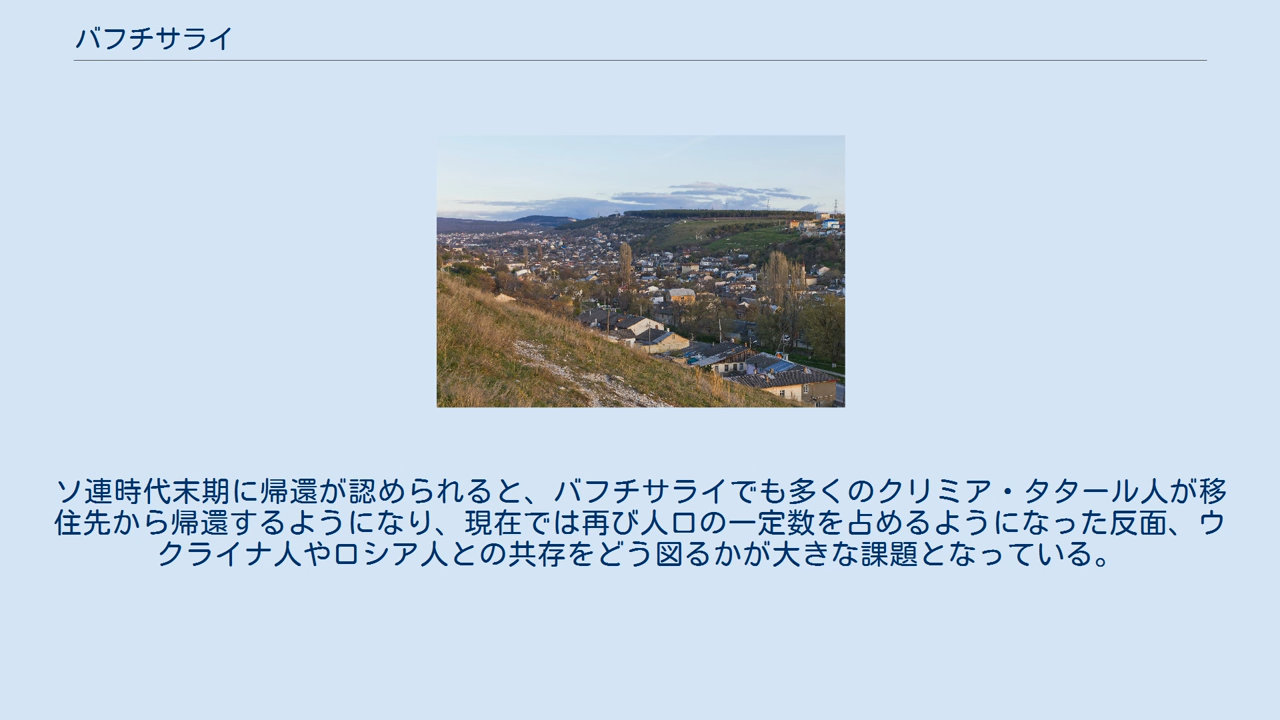 バフチサライ
ソ連時代末期に帰還が認められると、バフチサライでも多くのクリミア・タタール人が移
住先から帰還するようになり、現在では再び人口の一定数を占めるようになった反面、ウ
クライナ人やロシア人との共存をどう図るかが大きな課題となっている。